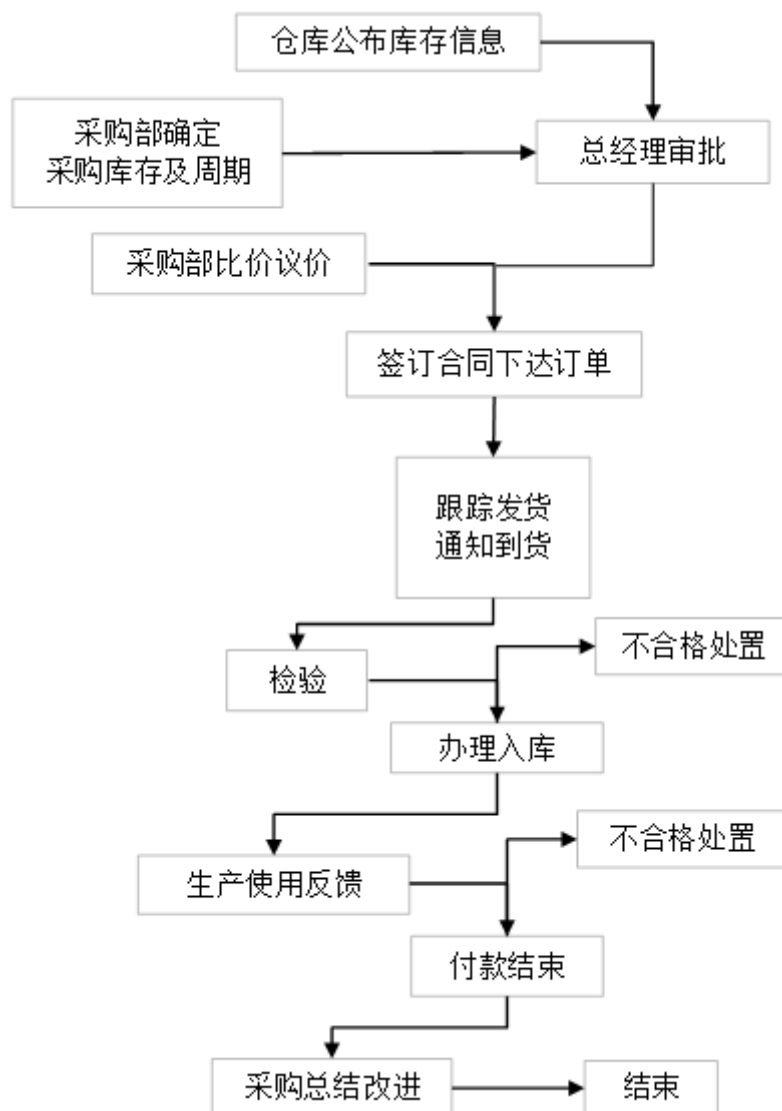 仓库公布库存信息
采购部确定
采购库存及周期
总经理审批
采购部比价议价
签订合同下达订单
跟踪发货
通知到货
不合格处置
检验
办理入库
不合格处置
生产使用反馈
付款结束
采购总结改进
结束